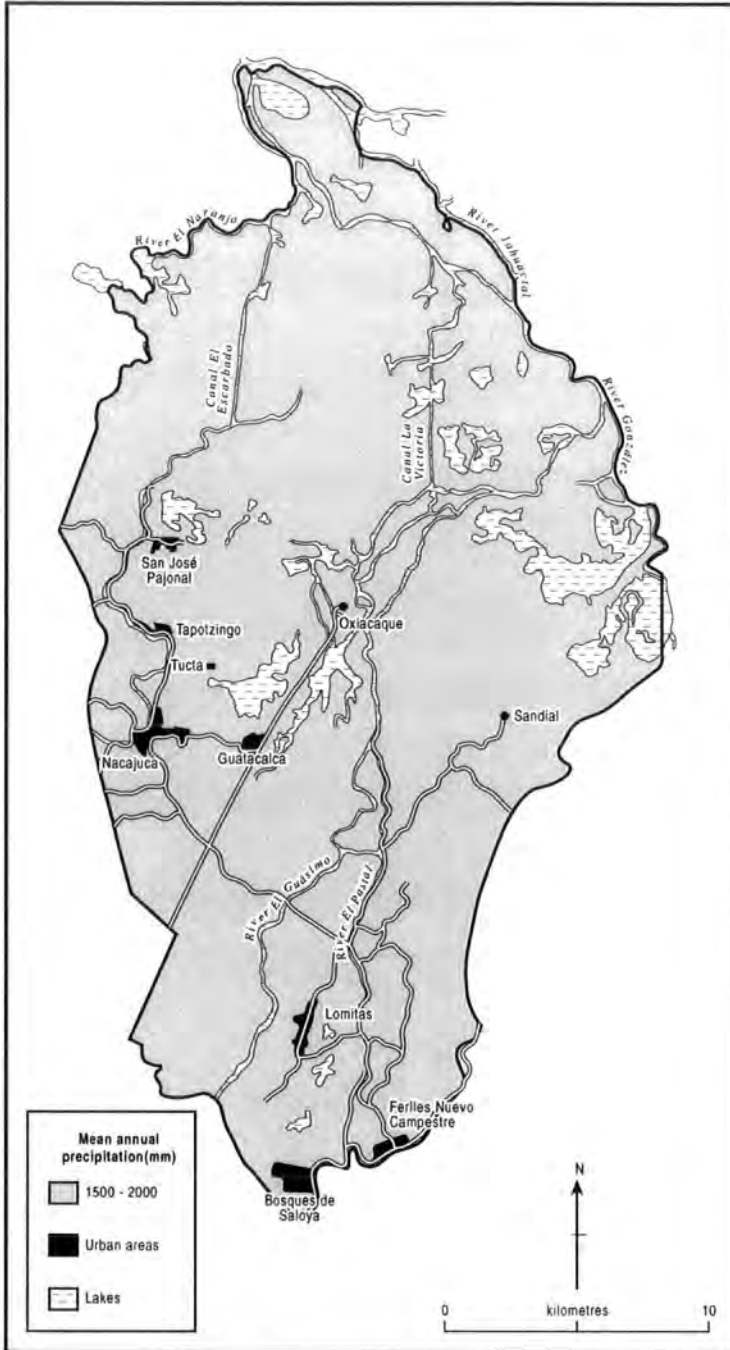 River El Naranjo
River Jahuactal
Canal El
Escarbado
River González
Canal La
Victoria
San José
Pajonal
Tapotzingo
Oxiacaque
Tucta
Sandial
Nacajuca
Guatacalca
River El Guásimo
River El Pastal
Lomitas
Ferlles Nuevo
Campestre
Bosques de
Saloya
Mean annual
precipitation(mm)
1500 - 2000
Urban areas
Lakes
N
0 kilometres 10